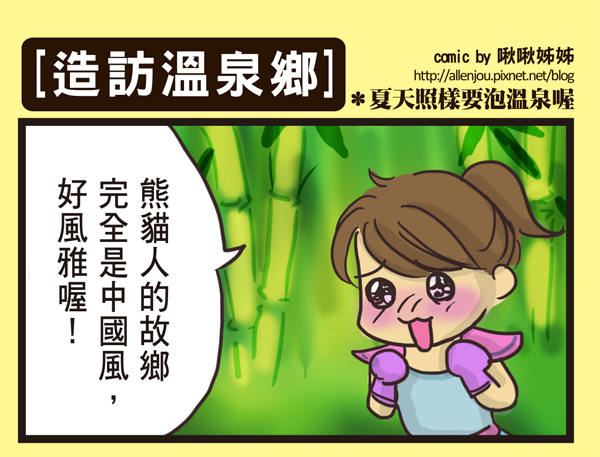 [造訪溫泉鄉]
comic by 啾啾姊姊
http://allenjou.pixnet.net/blog
＊夏天照樣要泡溫泉喔
熊貓人的故鄉
完全是中國風，
好風雅喔！